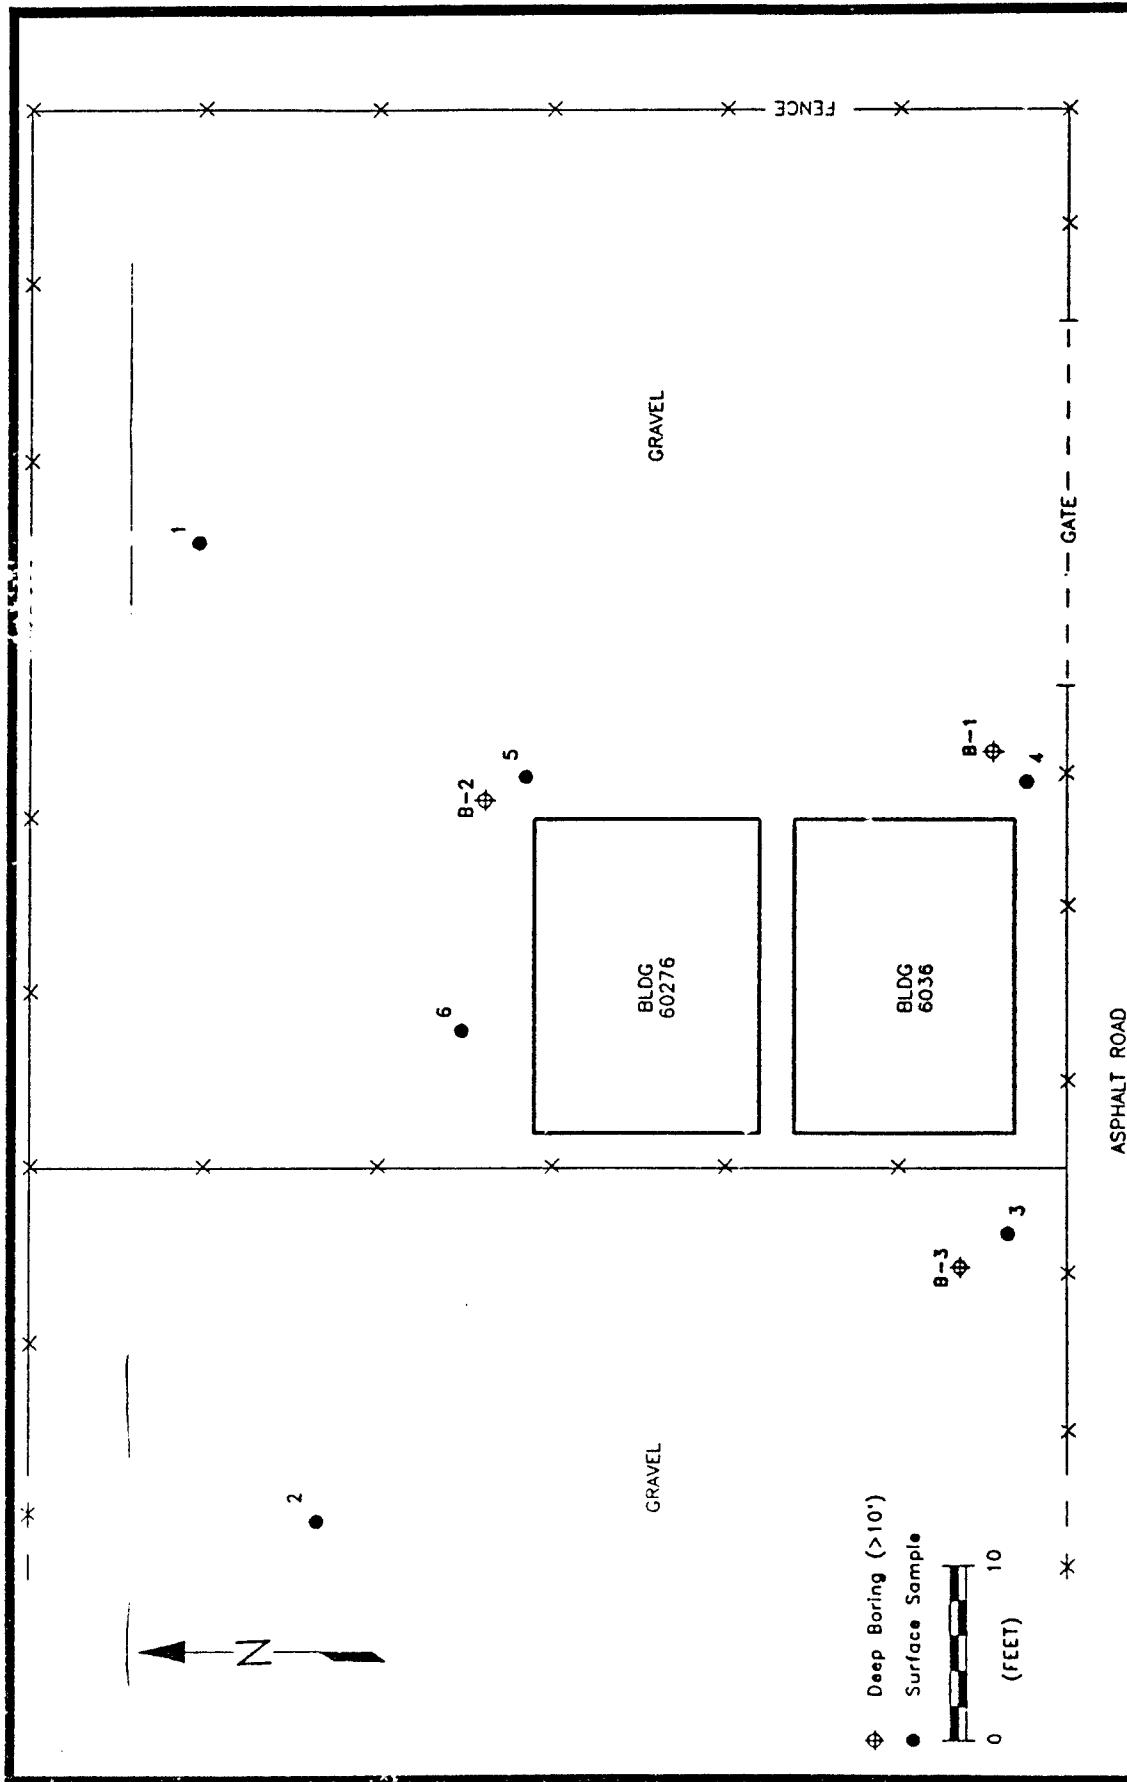 1
2
B-2
5
6
GRAVEL
FENCE
GRAVEL
BLDG
60276
BLDG
6036
B-1
4
B-3
3
GATE
ASPHALT ROAD
N
Deep Boring (>10')
Surface Sample
0 10
(FEET)